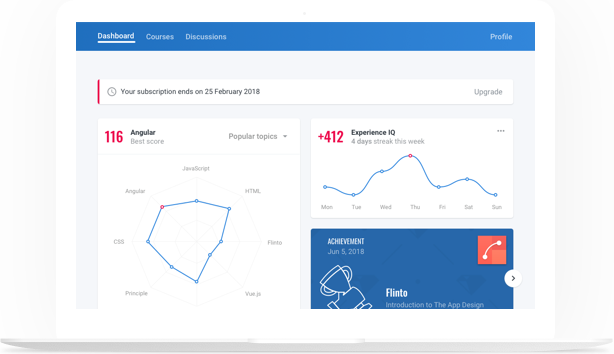 Dashboard Courses Discussions Profile
Your subscription ends on 25 February 2018 Upgrade
116 Angular Best score Popular topics
+412 Experience IQ 4 days streak this week
JavaScript
Angular HTML
CSS Flinto
Principle Vue.js
Mon Tue Wed Thu Fri Sat Sun
ACHIEVEMENT
Jun 5, 2018
Flinto
Introduction to The App Design